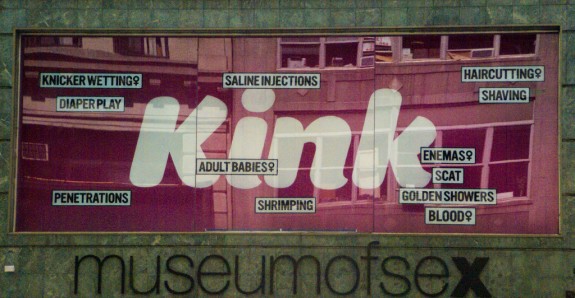 KNICKER WETTING♀
SALINE INJECTIONS
HAIRCUTTING♀
DIAPER PLAY
SHAVING
Kink
ADULT BABIES♀
ENEMAS♀
SCAT
PENETRATIONS
SHRIMPING
GOLDEN SHOWERS
BLOOD♀
museumofsex